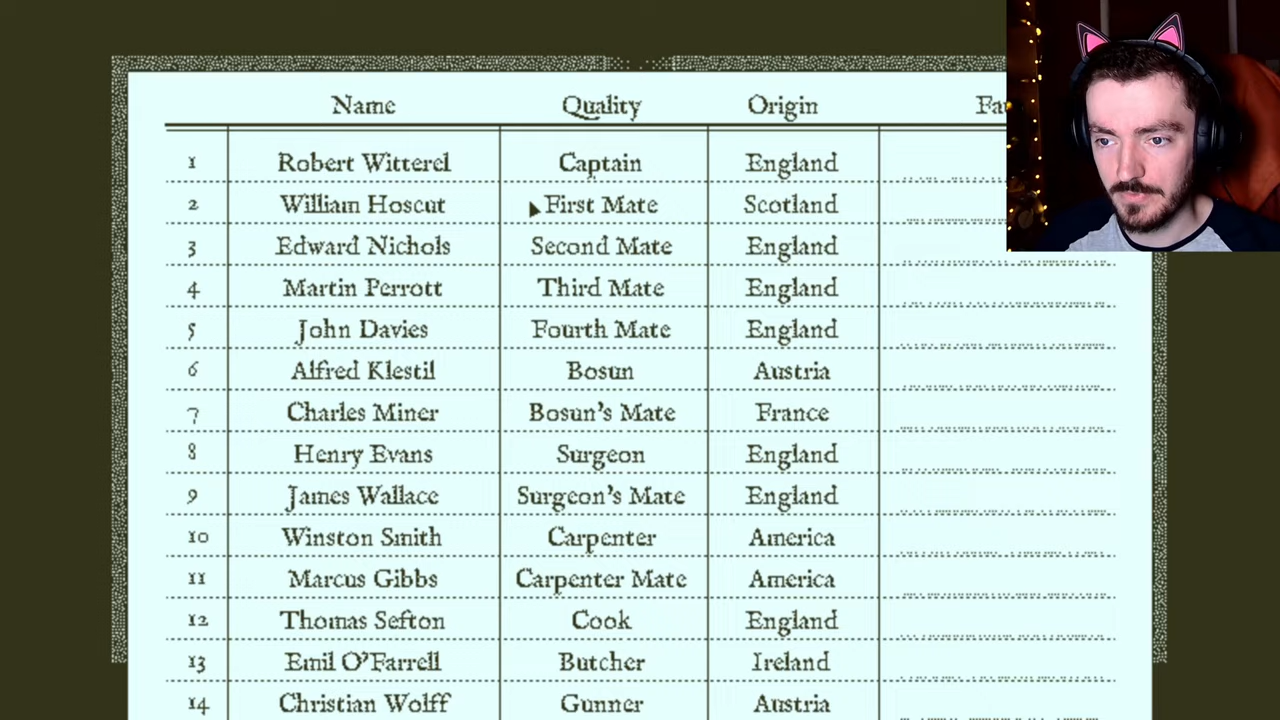 Name Quality Origin
1 Robert Witterel Captain England
2 William Hoscut First Mate Scotland
3 Edward Nichols Second Mate England
4 Martin Perrott Third Mate England
5 John Davies Fourth Mate England
6 Alfred Klestil Bosun Austria
7 Charles Miner Bosun's Mate France
8 Henry Evans Surgeon England
9 James Wallace Surgeon's Mate England
10 Winston Smith Carpenter America
11 Marcus Gibbs Carpenter Mate America
12 Thomas Sefton Cook England
13 Emil O'Farrell Butcher Ireland
14 Christian Wolff Gunner Austria